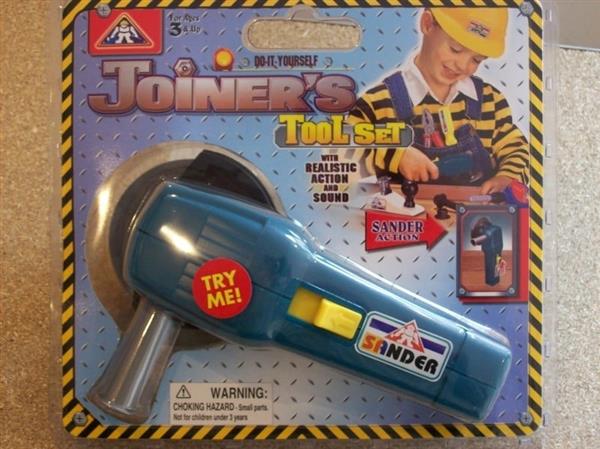 For Ages
3 & Up
DO-IT-YOURSELF
JOINER'S
TOOL SET
WITH
REALISTIC
ACTION
AND
SOUND
SANDER
ACTION
TRY
ME!
SANDER
WARNING:
CHOKING HAZARD - Small parts.
Not for children under 3 years